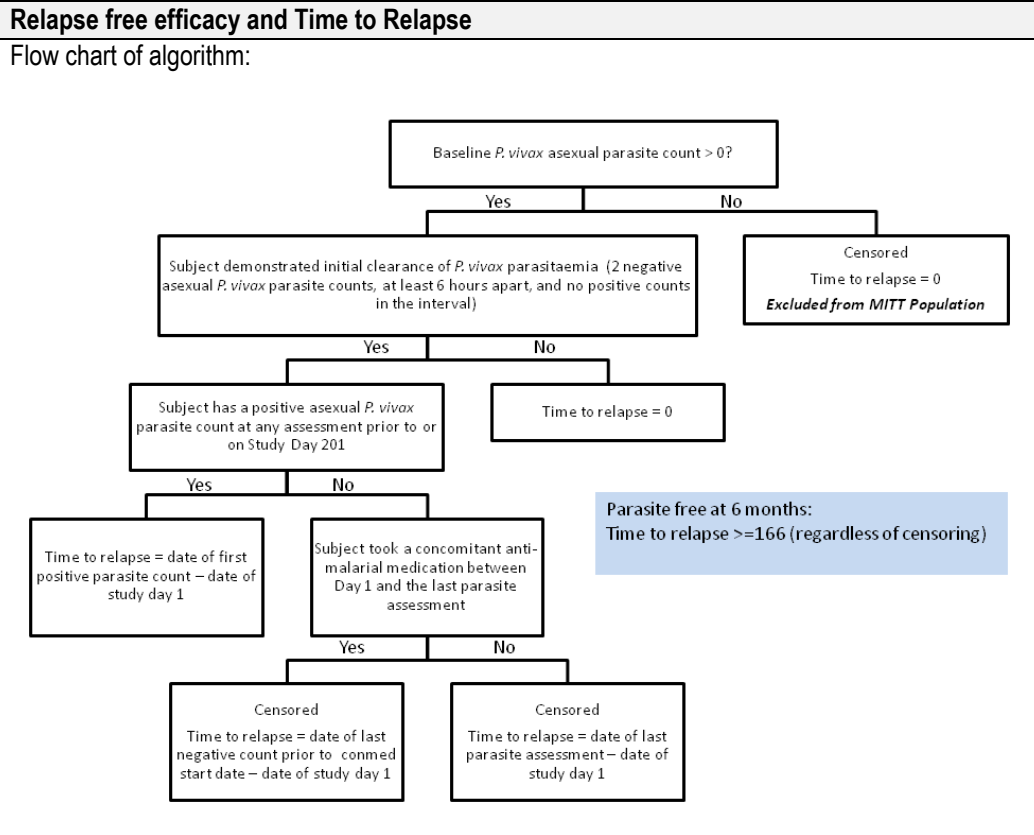 Relapse free efficacy and Time to Relapse
Flow chart of algorithm:
Baseline P. vivax asexual parasite count > 0?
Yes
No
Subject demonstrated initial clearance of P. vivax parasitaemia (2 negative
asexual P. vivax parasite counts, at least 6 hours apart, and no positive counts
in the interval)
Censored
Time to relapse = 0
Excluded from MITT Population
Yes
No
Subject has a positive asexual P. vivax
parasite count at any assessment prior to or
on Study Day 201
Time to relapse = 0
Yes
No
Time to relapse = date of first
positive parasite count – date of
study day 1
Subject took a concomitant anti-
malarial medication between
Day 1 and the last parasite
assessment
Parasite free at 6 months:
Time to relapse >=166 (regardless of censoring)
Yes
No
Censored
Time to relapse = date of last
negative count prior to conmed
start date – date of study day 1
Censored
Time to relapse = date of last
parasite assessment – date of
study day 1